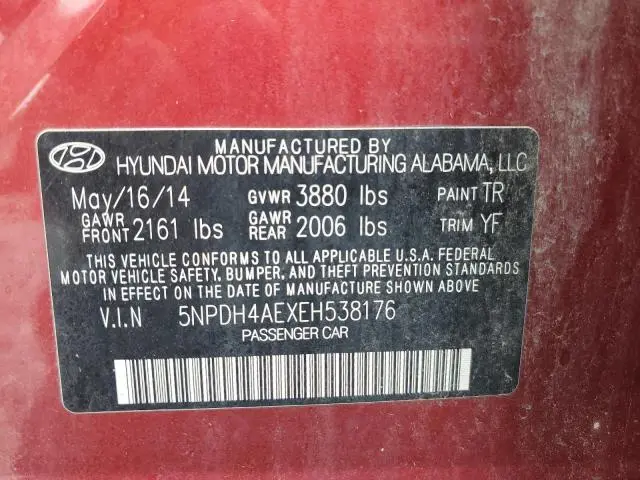 MANUFACTURED BY
HYUNDAI MOTOR MANUFACTURING ALABAMA, LLC
May/16/14 GVWR 3880 lbs PAINT TR
GAWR FRONT 2161 lbs GAWR REAR 2006 lbs TRIM YF
THIS VEHICLE CONFORMS TO ALL APPLICABLE U.S.A. FEDERAL
MOTOR VEHICLE SAFETY, BUMPER, AND THEFT PREVENTION STANDARDS
IN EFFECT ON THE DATE OF MANUFACTURE SHOWN ABOVE
V.I.N 5NPDH4AEXEH538176
PASSENGER CAR